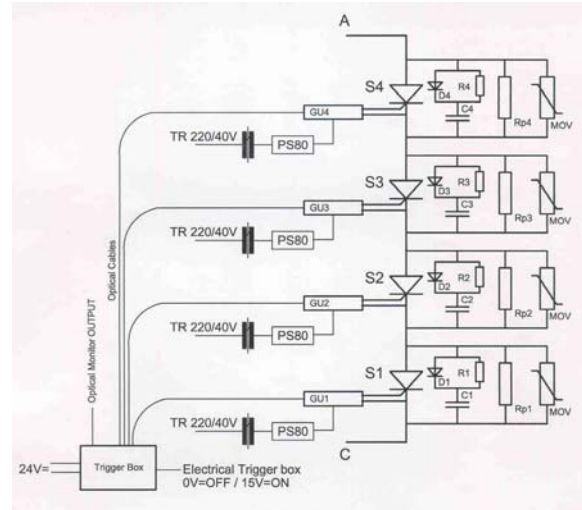 A
S4
D4
R4
C4
Rp4
MOV
GU4
TR 220/40V
PS80
S3
D3
R3
C3
Rp3
MOV
GU3
TR 220/40V
PS80
S2
D2
R2
C2
Rp2
MOV
GU2
TR 220/40V
PS80
S1
D1
R1
C1
Rp1
MOV
GU1
TR 220/40V
PS80
C
Optical Cables
Optical Monitor OUTPUT
24V=
Trigger Box
Electrical Trigger box
0V=OFF / 15V=ON